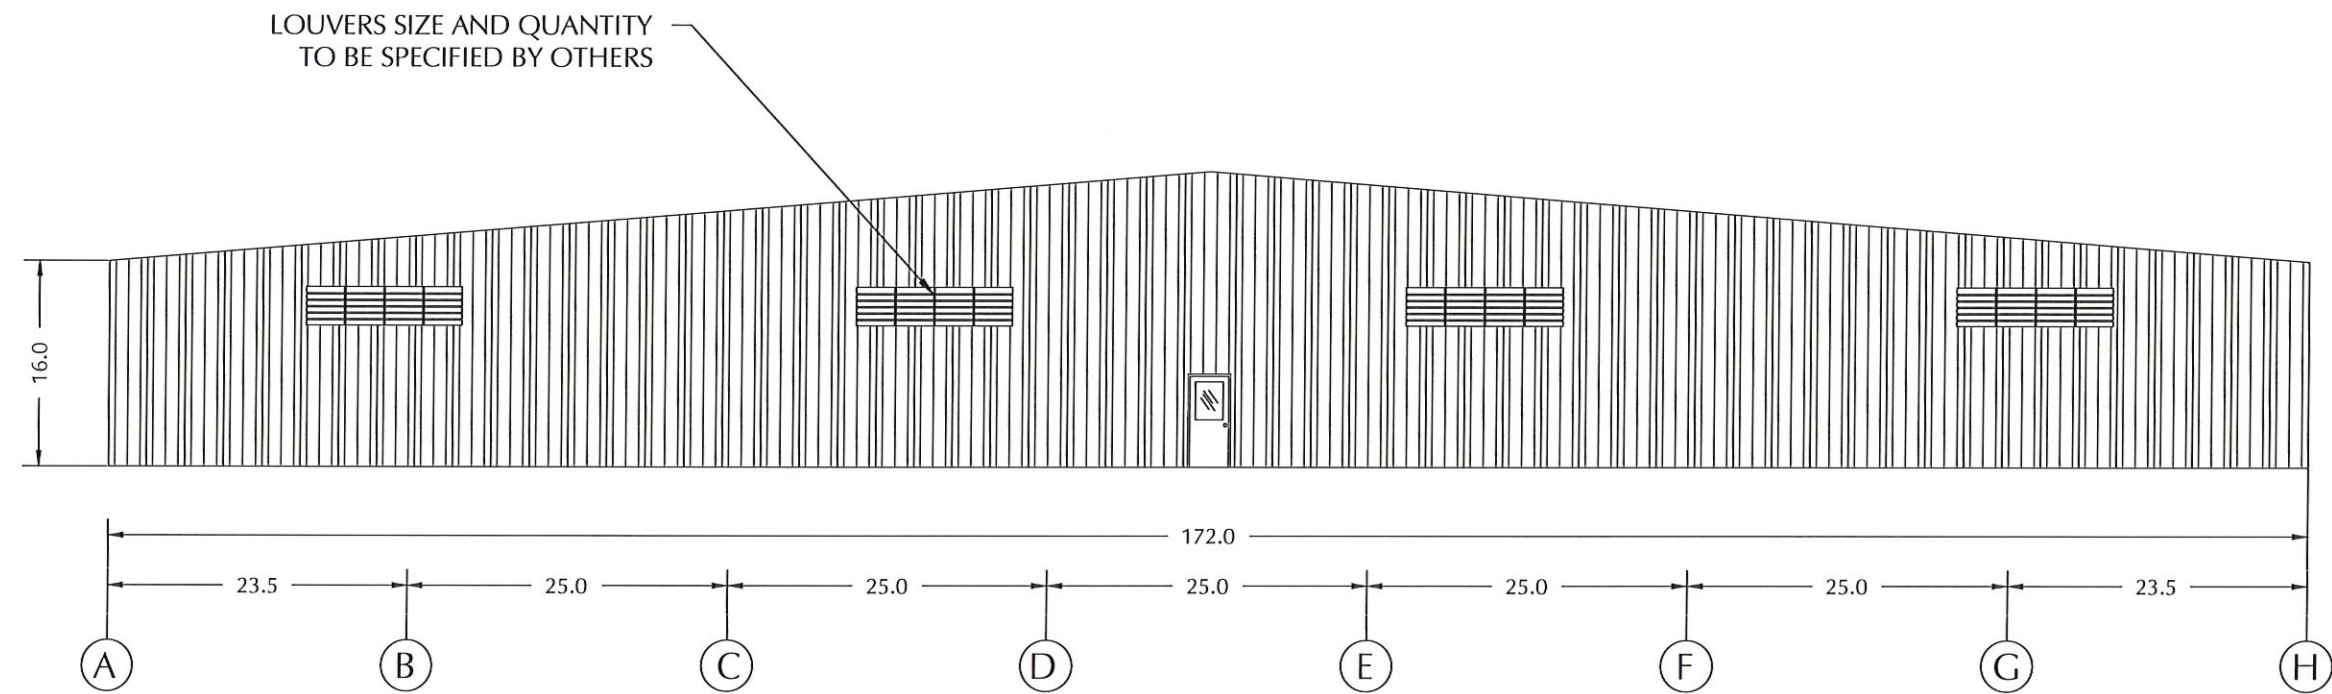 LOUVERS SIZE AND QUANTITY
TO BE SPECIFIED BY OTHERS
16.0
172.0
23.5 25.0 25.0 25.0 25.0 25.0 23.5
A B C D E F G H